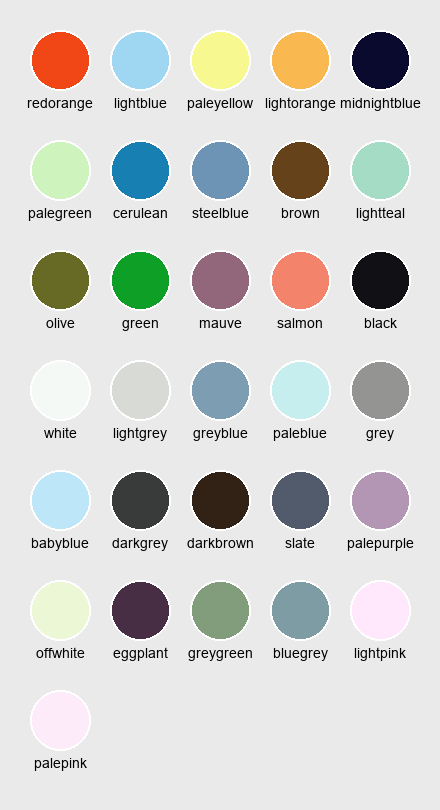 redorange lightblue paleyellow lightorange midnightblue
palegreen cerulean steelblue brown lightteal
olive green mauve salmon black
white lightgrey greyblue paleblue grey
babyblue darkgrey darkbrown slate palepurple
offwhite eggplant greygreen bluegrey lightpink
palepink